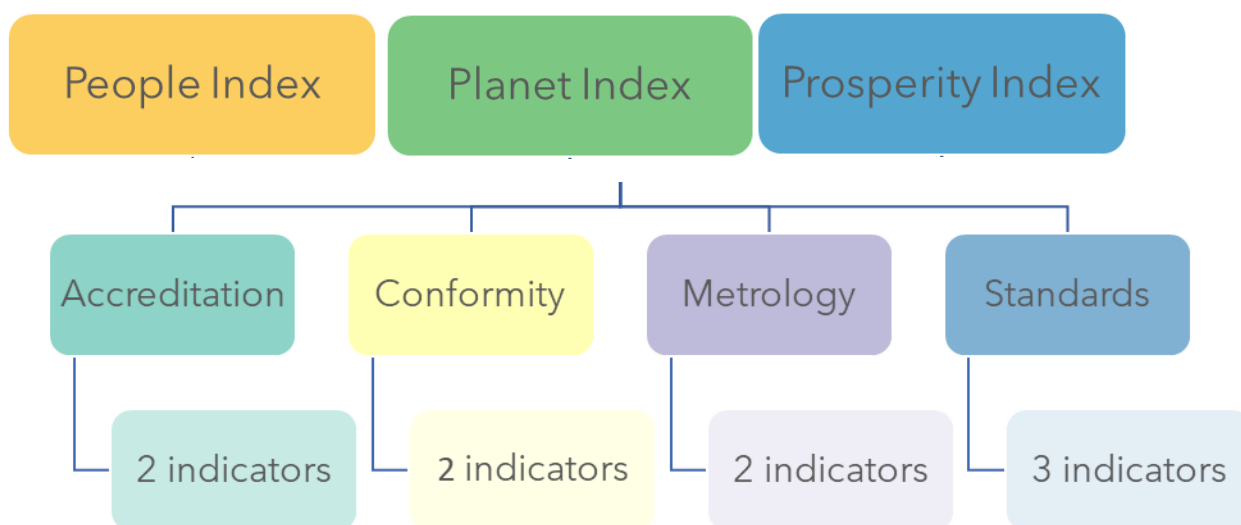 People Index
Planet Index
Prosperity Index
Accreditation
Conformity
Metrology
Standards
2 indicators
2 indicators
2 indicators
3 indicators